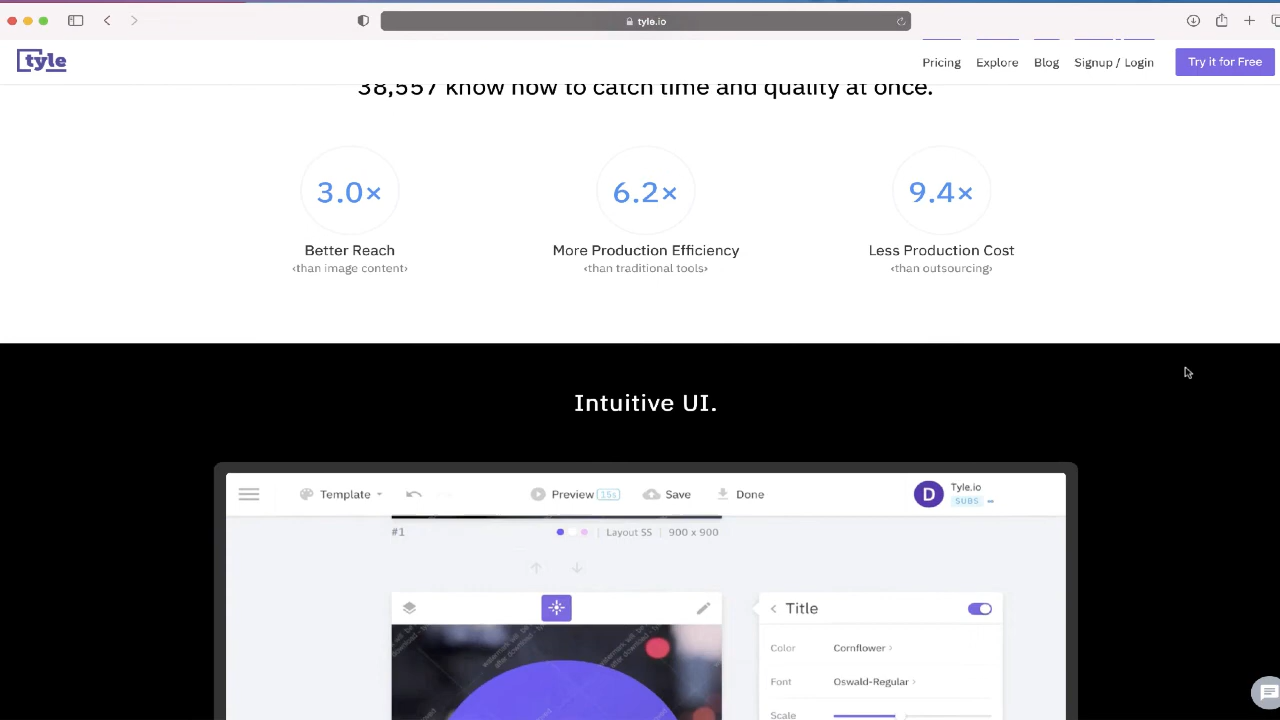 tyle.io
tyle
Pricing Explore Blog Signup / Login Try it for Free
38,557 know how to catch time and quality at once.
3.0× 6.2× 9.4×
Better Reach More Production Efficiency Less Production Cost
‹than image content› ‹than traditional tools› ‹than outsourcing›
Intuitive UI.
Template Preview 15s Save Done D Tyle.io
SUBS
#1 Layout SS 900 x 900
Title
Color Cornflower ›
Font Oswald-Regular ›
Scale